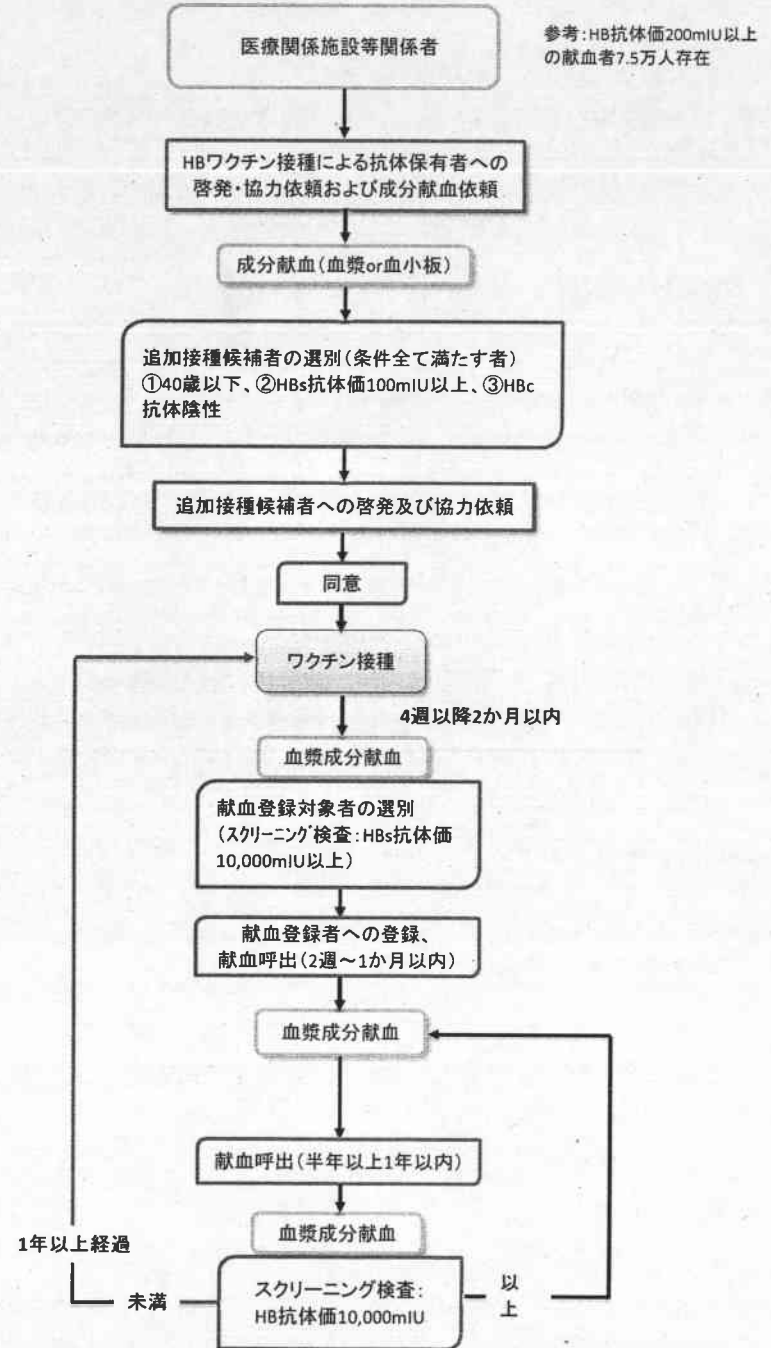 医療関係施設等関係者
参考:HB抗体価200mIU以上
の献血者7.5万人存在
HBワクチン接種による抗体保有者への
啓発・協力依頼および成分献血依頼
成分献血(血漿or血小板)
追加接種候補者の選別(条件全て満たす者)
①40歳以下、②HBs抗体価100mIU以上、③HBc
抗体陰性
追加接種候補者への啓発及び協力依頼
同意
ワクチン接種
4週以降2か月以内
血漿成分献血
献血登録対象者の選別
(スクリーニング検査:HBs抗体価
10,000mIU以上)
献血登録者への登録、
献血呼出(2週～1か月以内)
血漿成分献血
献血呼出(半年以上1年以内)
血漿成分献血
1年以上経過
スクリーニング検査:
HB抗体価10,000mIU
未満
以
上